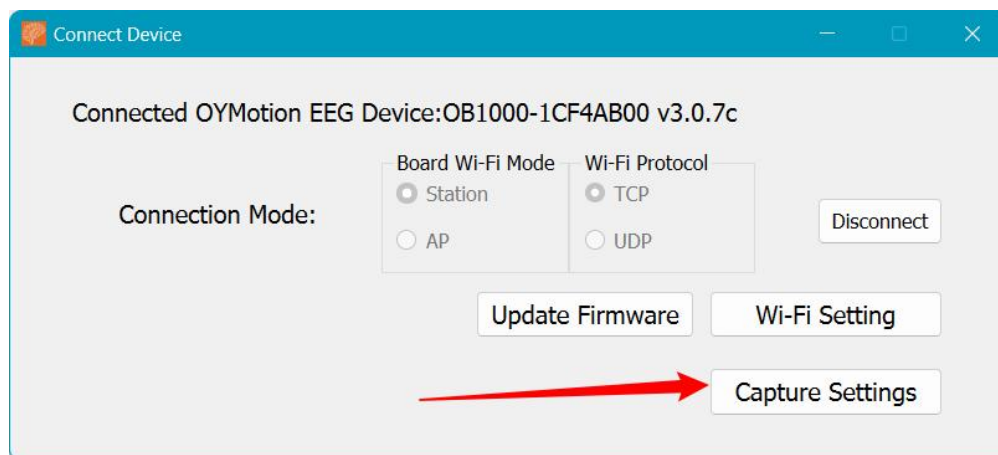 Connect Device
Connected OYMotion EEG Device:OB1000-1CF4AB00 v3.0.7c
Board Wi-Fi Mode Wi-Fi Protocol
Station TCP
Connection Mode:
Disconnect
AP UDP
Update Firmware Wi-Fi Setting
Capture Settings